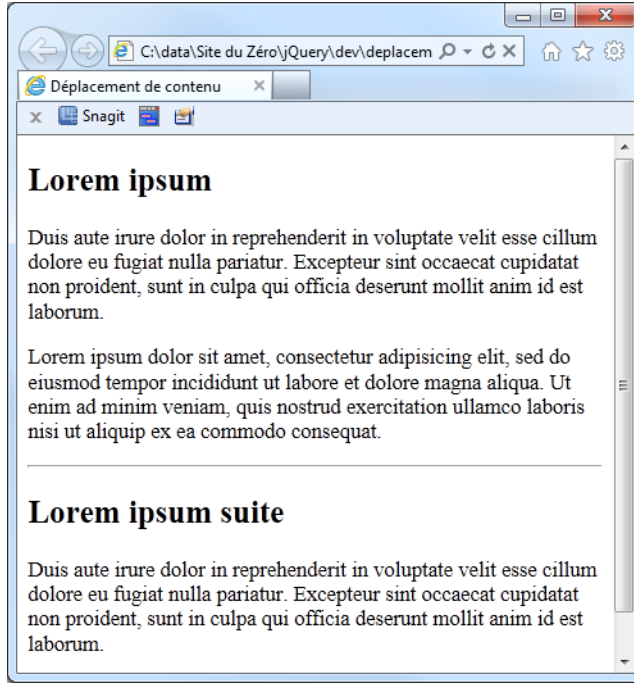 C:\data\Site du Zéro\jQuery\dev\deplacem
Déplacement de contenu
Snagit
Lorem ipsum
Duis aute irure dolor in reprehenderit in voluptate velit esse cillum
dolore eu fugiat nulla pariatur. Excepteur sint occaecat cupidatat
non proident, sunt in culpa qui officia deserunt mollit anim id est
laborum.
Lorem ipsum dolor sit amet, consectetur adipisicing elit, sed do
eiusmod tempor incididunt ut labore et dolore magna aliqua. Ut
enim ad minim veniam, quis nostrud exercitation ullamco laboris
nisi ut aliquip ex ea commodo consequat.
Lorem ipsum suite
Duis aute irure dolor in reprehenderit in voluptate velit esse cillum
dolore eu fugiat nulla pariatur. Excepteur sint occaecat cupidatat
non proident, sunt in culpa qui officia deserunt mollit anim id est
laborum.